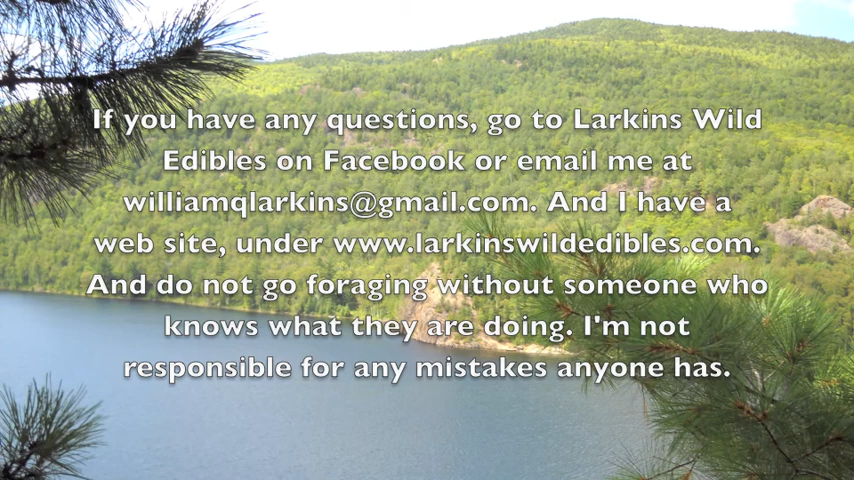 If you have any questions, go to Larkins Wild
Edibles on Facebook or email me at
williamqlarkins@gmail.com. And I have a
web site, under www.larkinswildedibles.com.
And do not go foraging without someone who
knows what they are doing. I'm not
responsible for any mistakes anyone has.